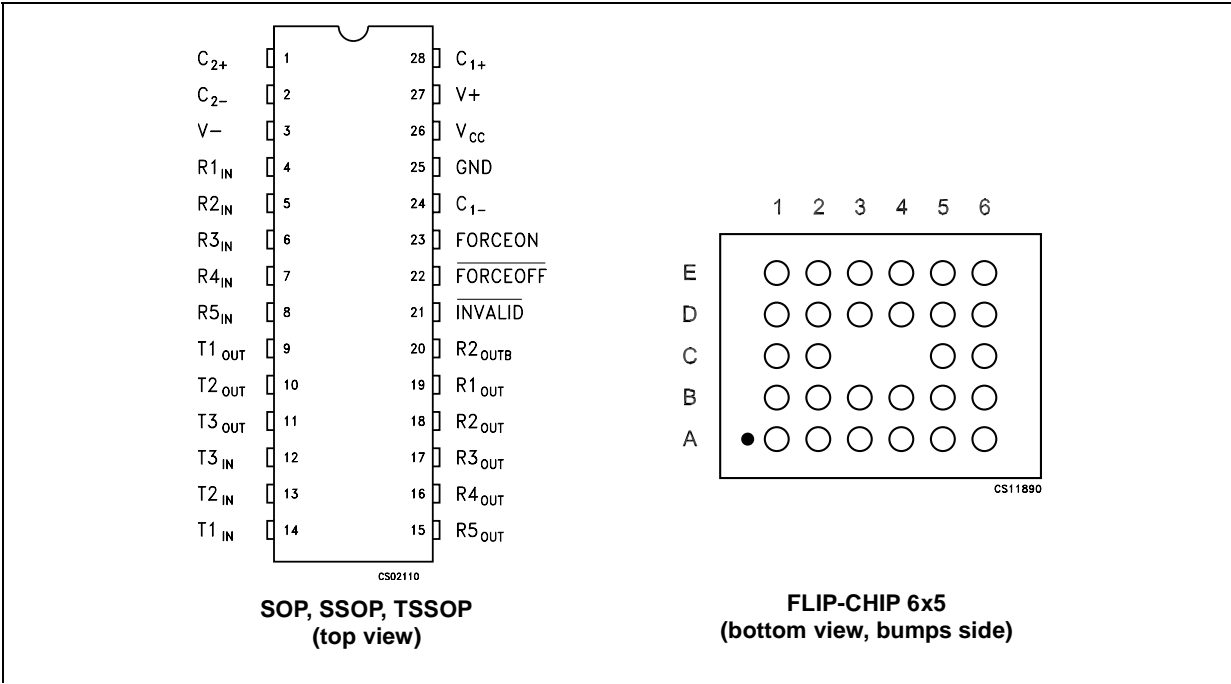 C2+ 1 28 C1+
C2- 2 27 V+
V- 3 26 VCC
R1IN 4 25 GND
R2IN 5 24 C1-
R3IN 6 23 FORCEON
R4IN 7 22 FORCEOFF
R5IN 8 21 INVALID
T1OUT 9 20 R2OUTB
T2OUT 10 19 R1OUT
T3OUT 11 18 R2OUT
T3IN 12 17 R3OUT
T2IN 13 16 R4OUT
T1IN 14 15 R5OUT
CS02110
SOP, SSOP, TSSOP
(top view)
1 2 3 4 5 6
E
D
C
B
A
CS11890
FLIP-CHIP 6x5
(bottom view, bumps side)